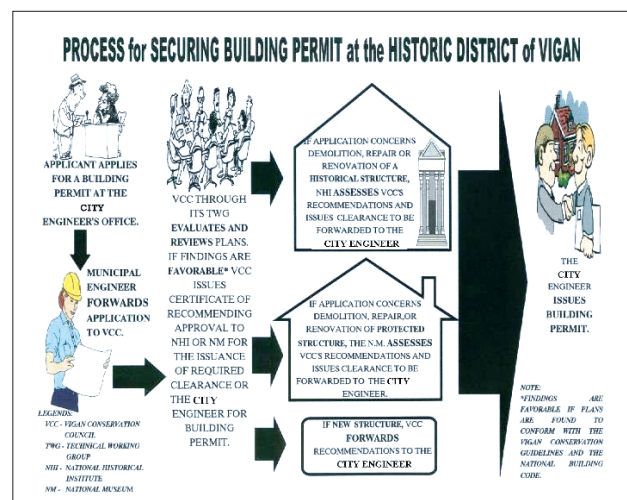 PROCESS for SECURING BUILDING PERMIT at the HISTORIC DISTRICT of VIGAN
APPLICANT APPLIES
FOR A BUILDING
PERMIT AT THE
CITY
ENGINEER'S OFFICE.
MUNICIPAL
ENGINEER
FORWARDS
APPLICATION
TO VCC.
LEGENDS:
VCC - VIGAN CONSERVATION
COUNCIL
TWG - TECHNICAL WORKING
GROUP
NHI - NATIONAL HISTORICAL
INSTITUTE
NM - NATIONAL MUSEUM
VCC THROUGH
ITS TWG
EVALUATES AND
REVIEWS PLANS.
IF FINDINGS ARE
FAVORABLE* VCC
ISSUES
CERTIFICATE OF
RECOMMENDING
APPROVAL TO
NHI OR NM FOR
THE ISSUANCE
OF REQUIRED
CLEARANCE OR
THE CITY
ENGINEER FOR
BUILDING
PERMIT.
IF APPLICATION CONCERNS
DEMOLITION, REPAIR OR
RENOVATION OF A
HISTORICAL STRUCTURE,
NHI ASSESSES VCC'S
RECOMMENDATIONS AND
ISSUES CLEARANCE TO BE
FORWARDED TO THE
CITY ENGINEER
IF APPLICATION CONCERNS
DEMOLITION, REPAIR,OR
RENOVATION OF PROTECTED
STRUCTURE, THE N.M. ASSESSES
VCC'S RECOMMENDATIONS AND
ISSUES CLEARANCE TO BE
FORWARDED TO THE CITY
ENGINEER.
IF NEW STRUCTURE, VCC
FORWARDS
RECOMMENDATIONS TO THE
CITY ENGINEER
THE
CITY
ENGINEER
ISSUES
BUILDING
PERMIT.
NOTE:
*FINDINGS ARE
FAVORABLE IF PLANS
ARE FOUND TO
CONFORM WITH THE
VIGAN CONSERVATION
GUIDELINES AND THE
NATIONAL BUILDING
CODE.